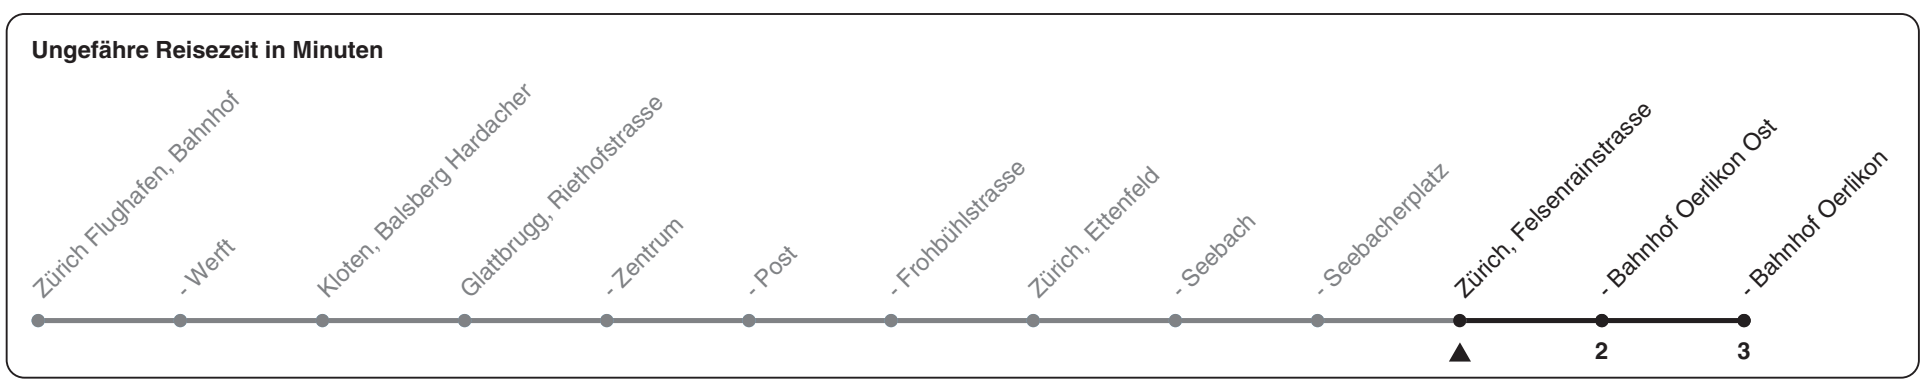 Ungefähre Reisezeit in Minuten
Zürich Flughafen, Bahnhof
- Werft
Kloten, Balsberg Hardacher
Glattbrugg, Riethofstrasse
- Zentrum
- Post
- Frohbühlstrasse
Zürich, Ettenfeld
- Seebach
- Seebacherplatz
Zürich, Felsenrainstrasse
- Bahnhof Oerlikon Ost
- Bahnhof Oerlikon
2
3